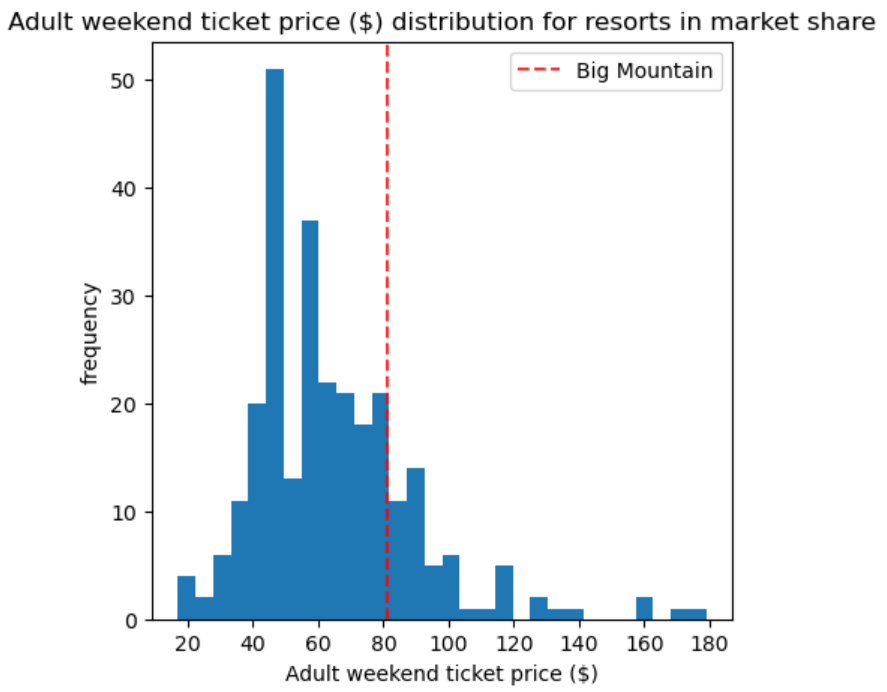 Adult weekend ticket price ($) distribution for resorts in market share
Big Mountain
50
40
30
20
10
0
frequency
20 40 60 80 100 120 140 160 180
Adult weekend ticket price ($)